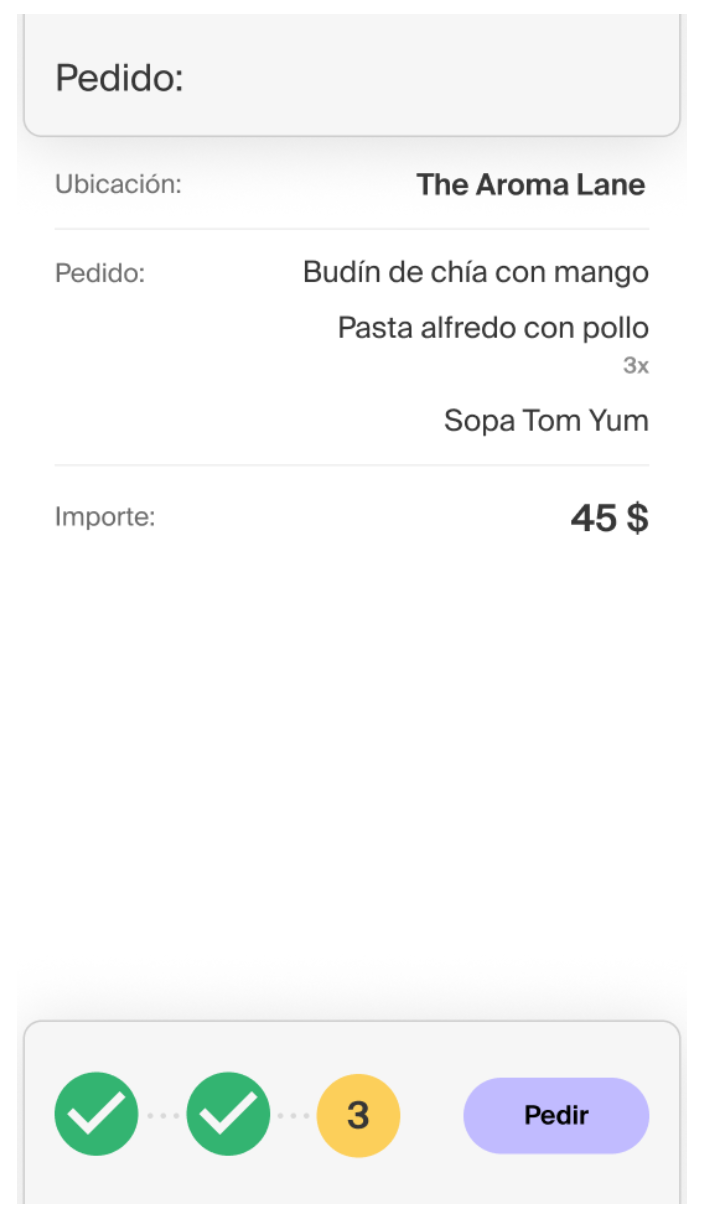 Pedido:
Ubicación: The Aroma Lane
Pedido: Budín de chía con mango
Pasta alfredo con pollo
3x
Sopa Tom Yum
Importe: 45 $
3 Pedir